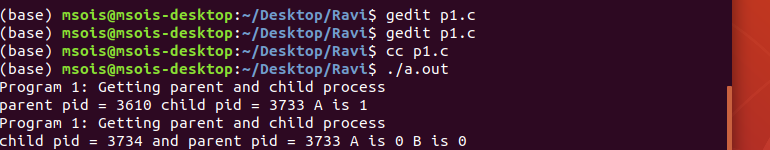 (base) msois@msois-desktop:~/Desktop/Ravi$ gedit p1.c
(base) msois@msois-desktop:~/Desktop/Ravi$ gedit p1.c
(base) msois@msois-desktop:~/Desktop/Ravi$ cc p1.c
(base) msois@msois-desktop:~/Desktop/Ravi$ ./a.out
Program 1: Getting parent and child process
parent pid = 3610 child pid = 3733 A is 1
Program 1: Getting parent and child process
child pid = 3734 and parent pid = 3733 A is 0 B is 0